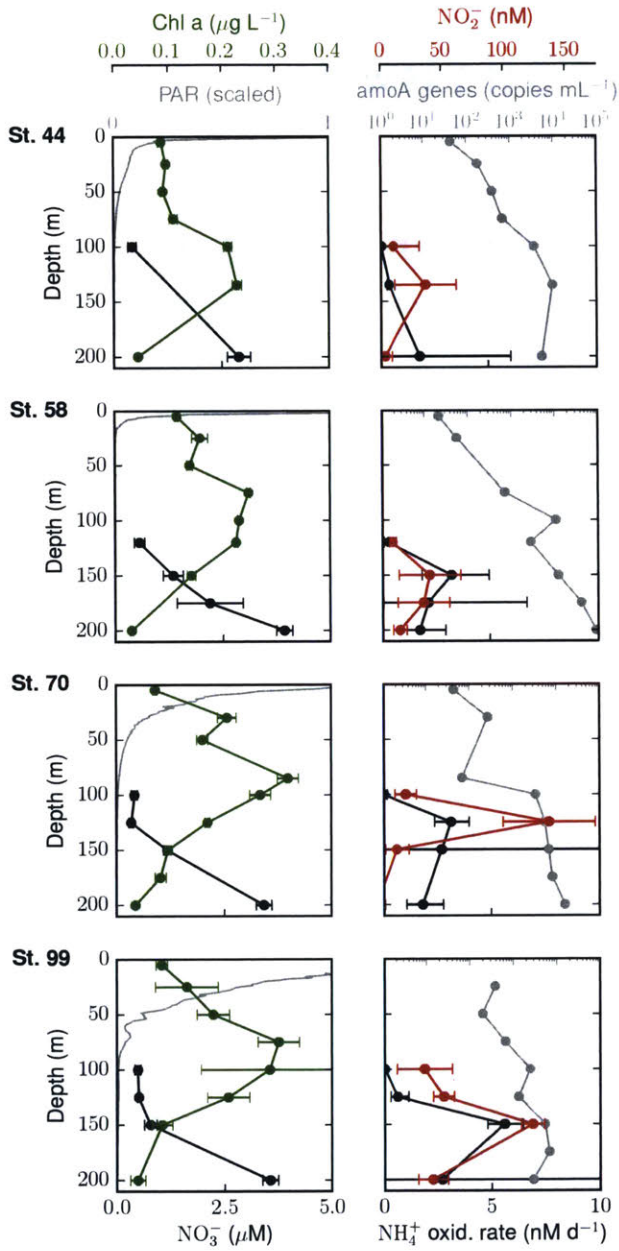 Chl a (μg L⁻¹)
NO₂⁻ (nM)
0.0 0.1 0.2 0.3 0.4
0 50 100 150
PAR (scaled)
amoA genes (copies mL⁻¹)
0 1
10⁰ 10¹ 10² 10³ 10⁴ 10⁵
St. 44
0
50
100
150
200
Depth (m)
St. 58
0
50
100
150
200
Depth (m)
St. 70
0
50
100
150
200
Depth (m)
St. 99
0
50
100
150
200
Depth (m)
0.0 2.5 5.0
0 5 10
NO₃⁻ (μM)
NH₄⁺ oxid. rate (nM d⁻¹)